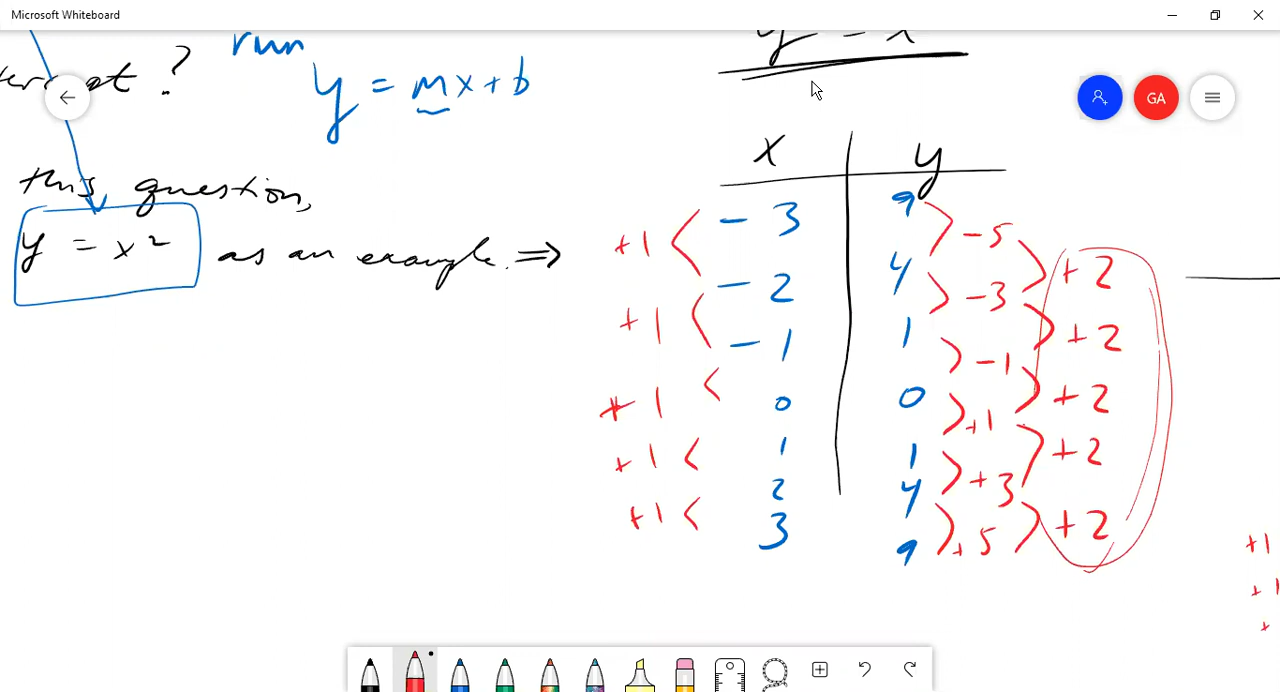 Microsoft Whiteboard
run
?
y = mx + b
GA
this question,
y = x² as an example. ⇒
x y
-3 9
+1 -5
-2 4 +2
+1 -3
-1 1 +2
-1
+1 0 0 +2
+1
+1 1 1 +2
+3
2 4
+1 +2
3 9 +5
+1
+1
+